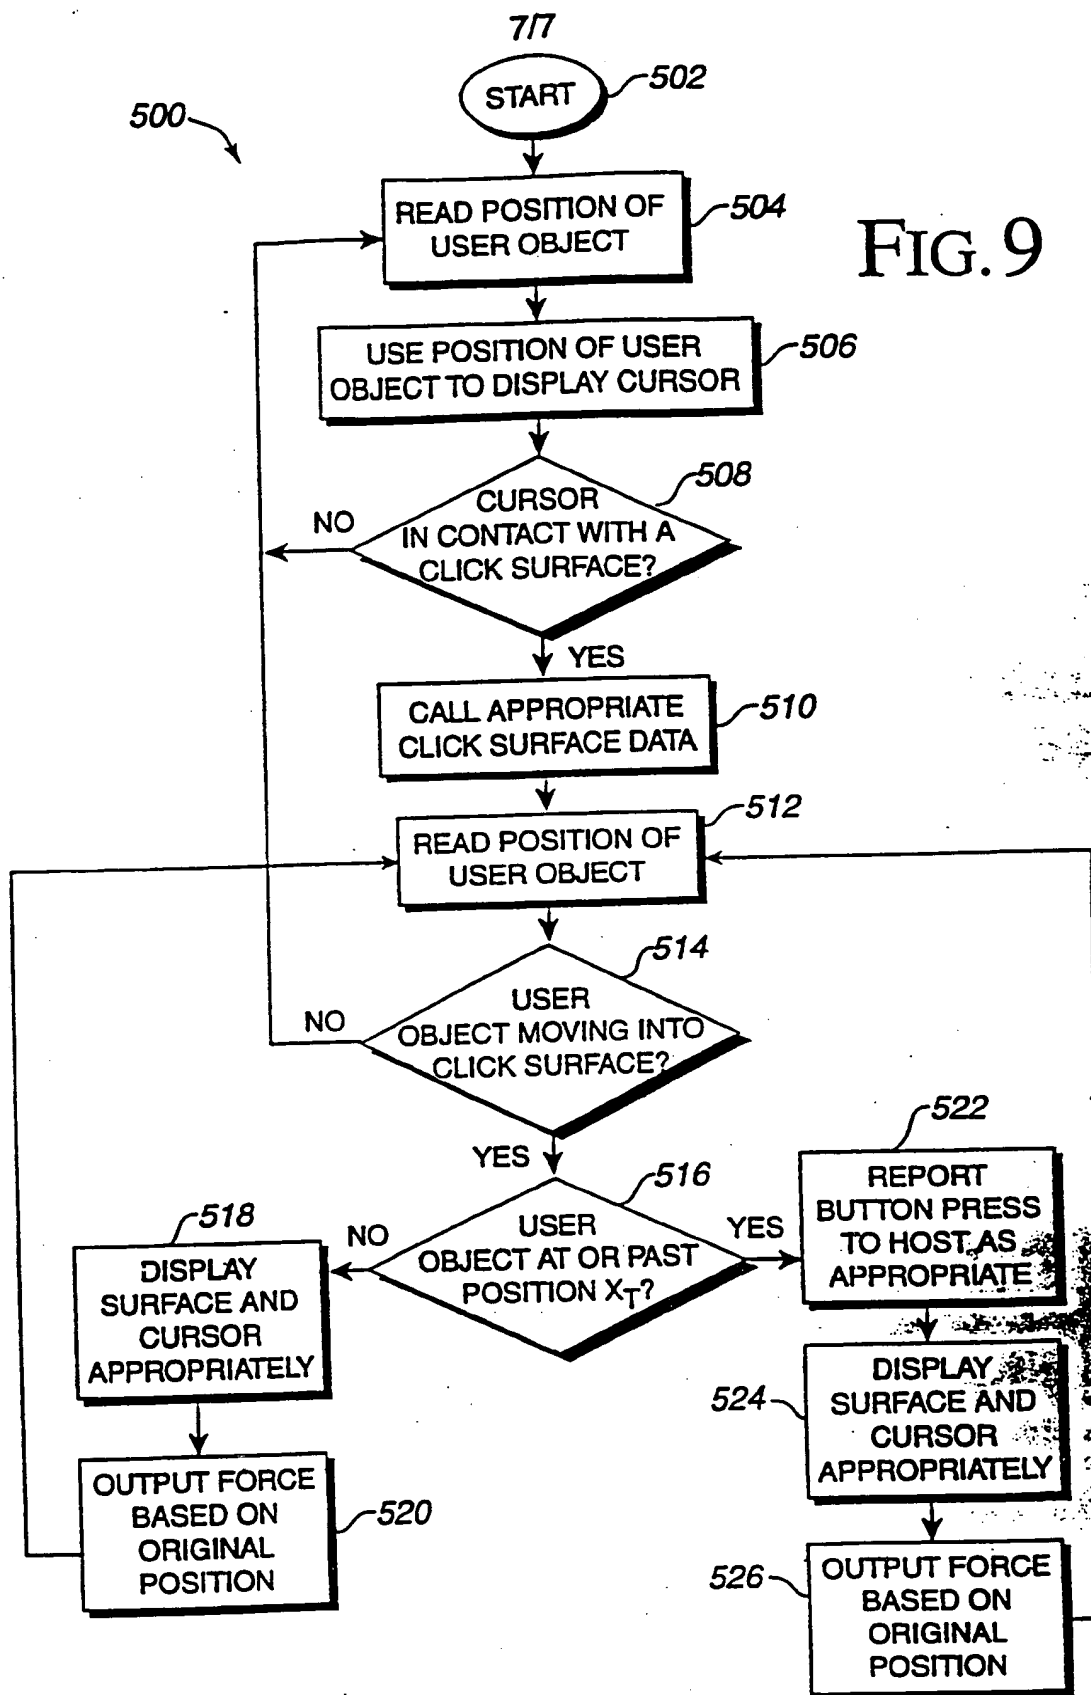 7/7
START
502
500
READ POSITION OF
USER OBJECT
504
FIG. 9
USE POSITION OF USER
OBJECT TO DISPLAY CURSOR
506
CURSOR
IN CONTACT WITH A
CLICK SURFACE?
508
NO
YES
CALL APPROPRIATE
CLICK SURFACE DATA
510
READ POSITION OF
USER OBJECT
512
USER
OBJECT MOVING INTO
CLICK SURFACE?
514
NO
YES
USER
OBJECT AT OR PAST
POSITION XT?
516
NO
YES
518
DISPLAY
SURFACE AND
CURSOR
APPROPRIATELY
OUTPUT FORCE
BASED ON
ORIGINAL
POSITION
520
522
REPORT
BUTTON PRESS
TO HOST AS
APPROPRIATE
524
DISPLAY
SURFACE AND
CURSOR
APPROPRIATELY
526
OUTPUT FORCE
BASED ON
ORIGINAL
POSITION